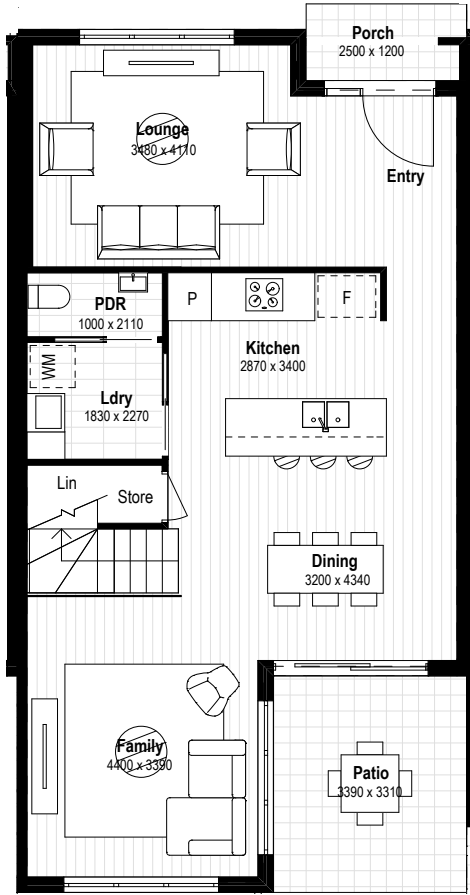 Porch
2500 x 1200
Lounge
3480 x 4110
Entry
PDR
1000 x 2110
P
F
Kitchen
2870 x 3400
WM
Ldry
1830 x 2270
Lin
Store
Dining
3200 x 4340
Family
4400 x 3390
Patio
3390 x 3310